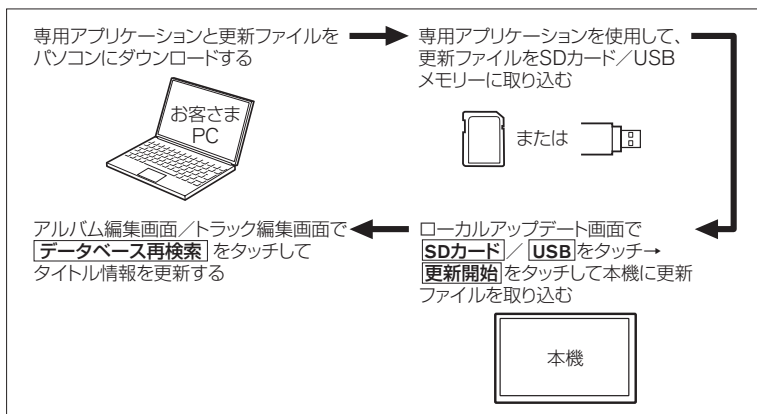 専用アプリケーションと更新ファイルを
パソコンにダウンロードする
お客さま
PC
専用アプリケーションを使用して、
更新ファイルをSDカード／USB
メモリーに取り込む
または
ローカルアップデート画面で
SDカード ／ USB をタッチ→
更新開始 をタッチして本機に更新
ファイルを取り込む
本機
アルバム編集画面／トラック編集画面で
データベース再検索 をタッチして
タイトル情報を更新する